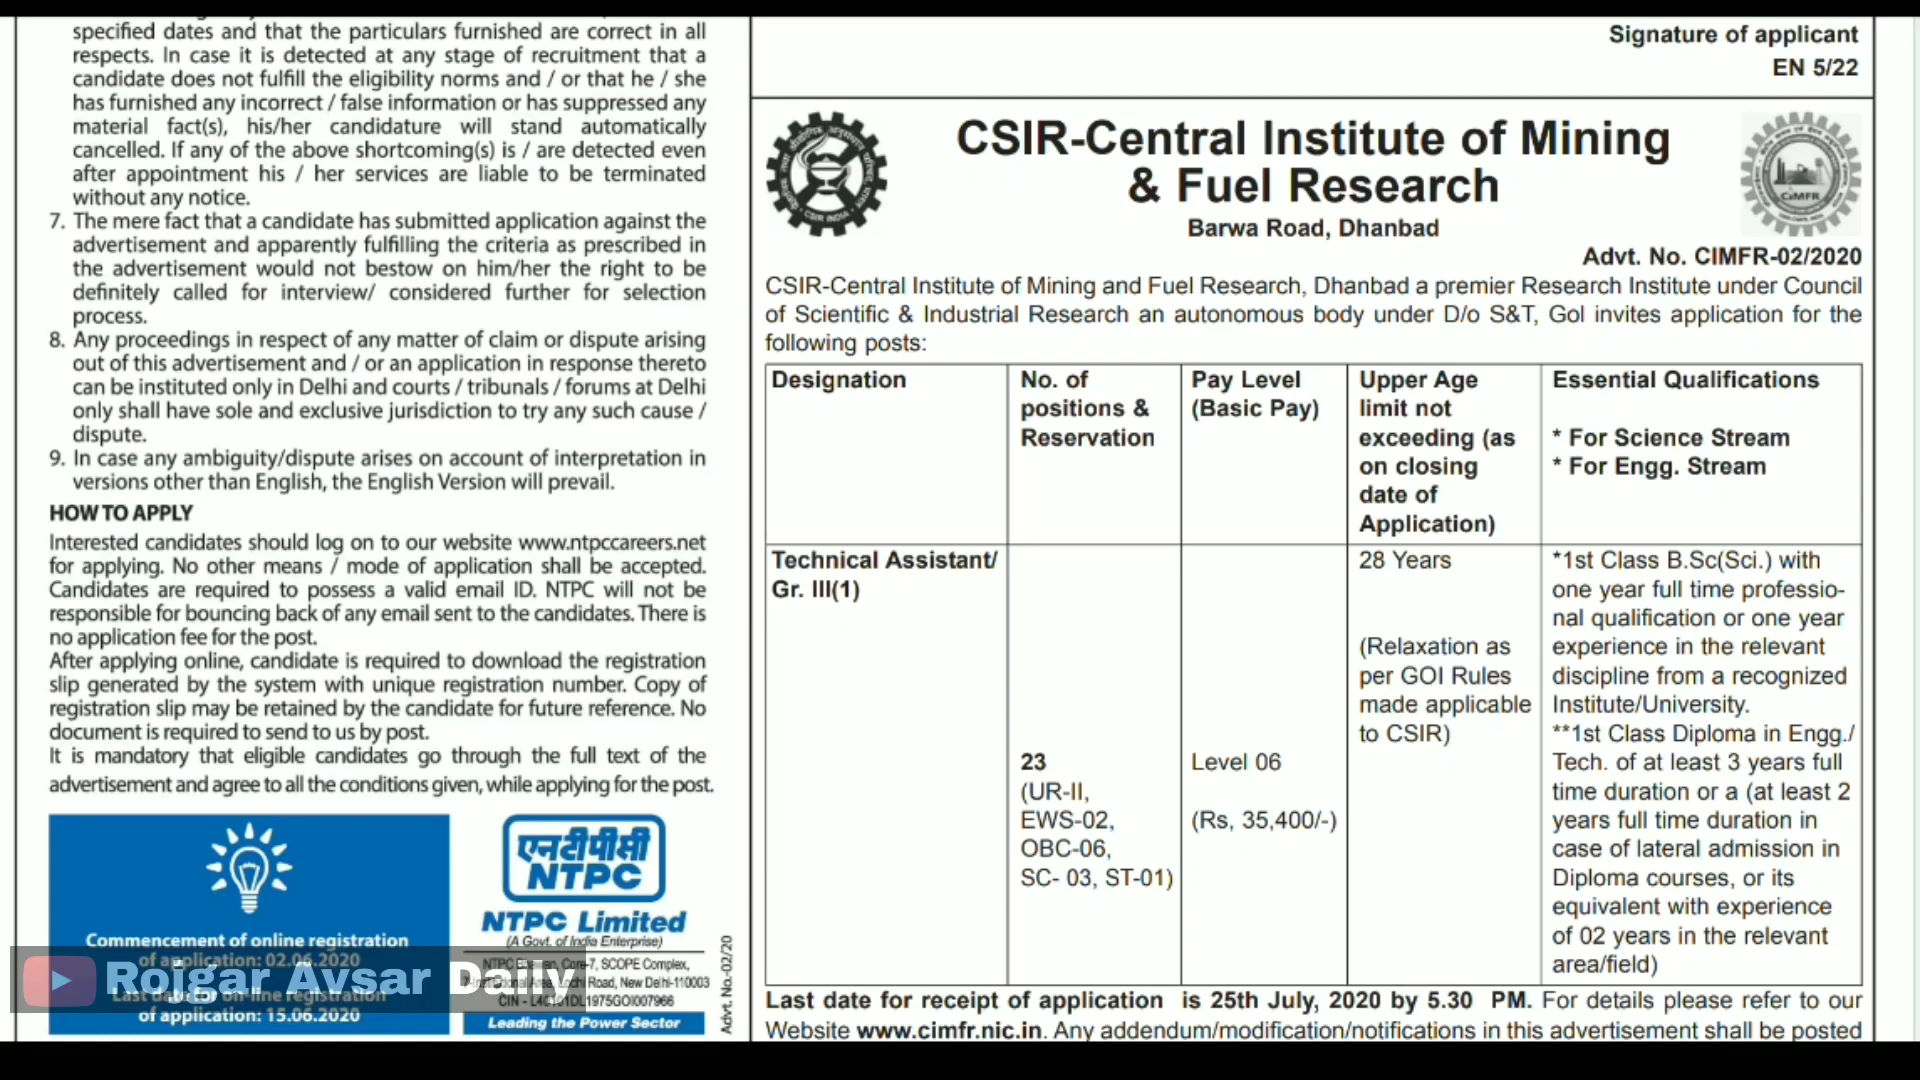 specified dates and that the particulars furnished are correct in all
respects. In case it is detected at any stage of recruitment that a
candidate does not fulfill the eligibility norms and / or that he / she
has furnished any incorrect / false information or has suppressed any
material fact(s), his/her candidature will stand automatically
cancelled. If any of the above shortcoming(s) is / are detected even
after appointment his / her services are liable to be terminated
without any notice.
7. The mere fact that a candidate has submitted application against the
advertisement and apparently fulfilling the criteria as prescribed in
the advertisement would not bestow on him/her the right to be
definitely called for interview/ considered further for selection
process.
8. Any proceedings in respect of any matter of claim or dispute arising
out of this advertisement and / or an application in response thereto
can be instituted only in Delhi and courts / tribunals / forums at Delhi
only shall have sole and exclusive jurisdiction to try any such cause /
dispute.
9. In case any ambiguity/dispute arises on account of interpretation in
versions other than English, the English Version will prevail.
HOW TO APPLY
Interested candidates should log on to our website www.ntpccareers.net
for applying. No other means / mode of application shall be accepted.
Candidates are required to possess a valid email ID. NTPC will not be
responsible for bouncing back of any email sent to the candidates. There is
no application fee for the post.
After applying online, candidate is required to download the registration
slip generated by the system with unique registration number. Copy of
registration slip may be retained by the candidate for future reference. No
document is required to send to us by post.
It is mandatory that eligible candidates go through the full text of the
advertisement and agree to all the conditions given, while applying for the post.
Commencement of online registration
of application: 02.06.2020
Last date for on-line registration
of application: 15.06.2020
एनटीपीसी
NTPC
NTPC Limited
(A Govt. of India Enterprise)
NTPC Core-7, SCOPE Complex,
Road, New Delhi-110003
CIN -
Leading the Power Sector
Advt. No.-02/20
Rojgar Avsar Daily
Signature of applicant
EN 5/22
CSIR-Central Institute of Mining
& Fuel Research
Barwa Road, Dhanbad
CSIR INDIA
CIMFR
Advt. No. CIMFR-02/2020
CSIR-Central Institute of Mining and Fuel Research, Dhanbad a premier Research Institute under Council
of Scientific & Industrial Research an autonomous body under D/o S&T, GoI invites application for the
following posts:
Designation
No. of
positions &
Reservation
Pay Level
(Basic Pay)
Upper Age
limit not
exceeding (as
on closing
date of
Application)
Essential Qualifications
* For Science Stream
* For Engg. Stream
Technical Assistant/
Gr. III(1)
23
(UR-II,
EWS-02,
OBC-06,
SC- 03, ST-01)
Level 06
(Rs, 35,400/-)
28 Years
(Relaxation as
per GOI Rules
made applicable
to CSIR)
*1st Class B.Sc(Sci.) with
one year full time professio-
nal qualification or one year
experience in the relevant
discipline from a recognized
Institute/University.
**1st Class Diploma in Engg./
Tech. of at least 3 years full
time duration or a (at least 2
years full time duration in
case of lateral admission in
Diploma courses, or its
equivalent with experience
of 02 years in the relevant
area/field)
Last date for receipt of application is 25th July, 2020 by 5.30 PM. For details please refer to our
Website www.cimfr.nic.in. Any addendum/modification/notifications in this advertisement shall be posted